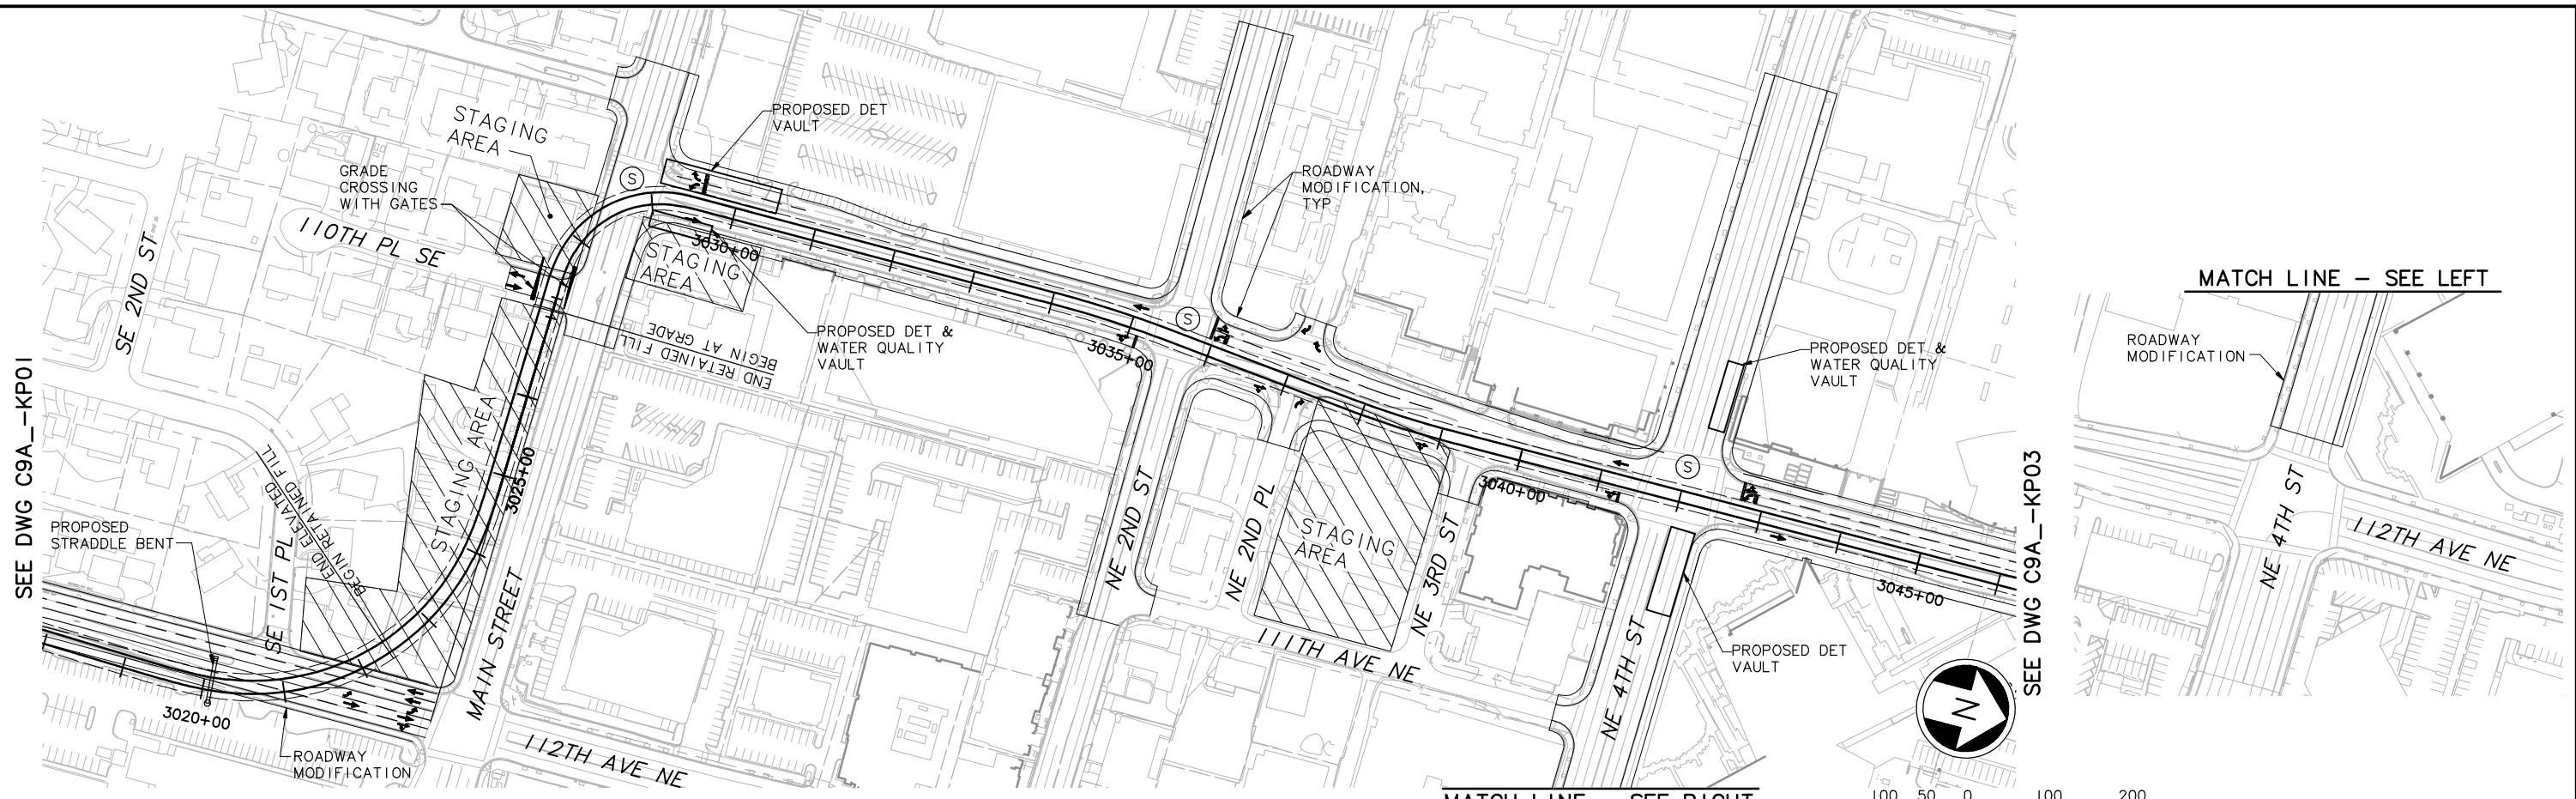 PROPOSED DET
VAULT
STAGING
AREA
GRADE
CROSSING
WITH GATES
110TH PL SE
SE 2ND ST
S
3030+00
STAGING
AREA
ROADWAY
MODIFICATION,
TYP
MATCH LINE - SEE LEFT
PROPOSED DET &
WATER QUALITY
VAULT
BEGIN AT GRADE
END RETAINED FILL
S
3035+00
PROPOSED DET &
WATER QUALITY
VAULT
ROADWAY
MODIFICATION
SEE DWG C9A_-KP01
STAGING AREA
3025+00
END ELEVATED
BEGIN RETAINED FILL
PROPOSED
STRADDLE BENT
SE 1ST PL
MAIN STREET
3020+00
ROADWAY
MODIFICATION
112TH AVE NE
NE 2ND ST
NE 2ND PL
STAGING
AREA
NE 3RD ST
111TH AVE NE
3040+00
S
NE 4TH ST
PROPOSED DET
VAULT
3045+00
SEE DWG C9A_-KP03
N
NE 4TH ST
112TH AVE NE
MATCH LINE - SEE RIGHT
100 50 0 100 200